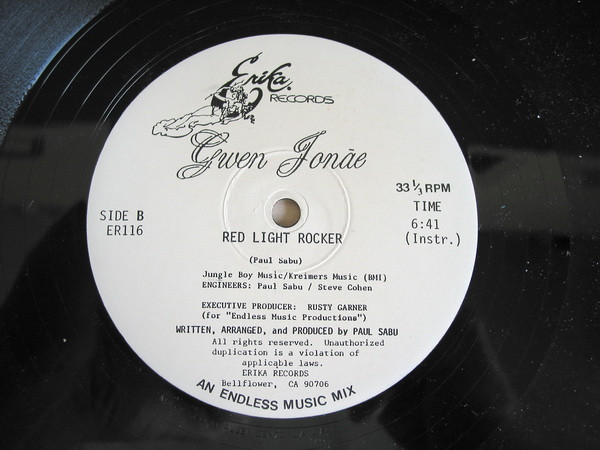 Erika
RECORDS
Gwen Jonãe
33 ⅓ RPM
SIDE B
ER116
TIME
6:41
(Instr.)
RED LIGHT ROCKER
(Paul Sabu)
Jungle Boy Music/Kreimers Music (BMI)
ENGINEERS: Paul Sabu / Steve Cohen
EXECUTIVE PRODUCER: RUSTY GARNER
(for "Endless Music Productions")
WRITTEN, ARRANGED, and PRODUCED by PAUL SABU
All rights reserved. Unauthorized
duplication is a violation of
applicable laws.
ERIKA RECORDS
Bellflower, CA 90706
AN ENDLESS MUSIC MIX